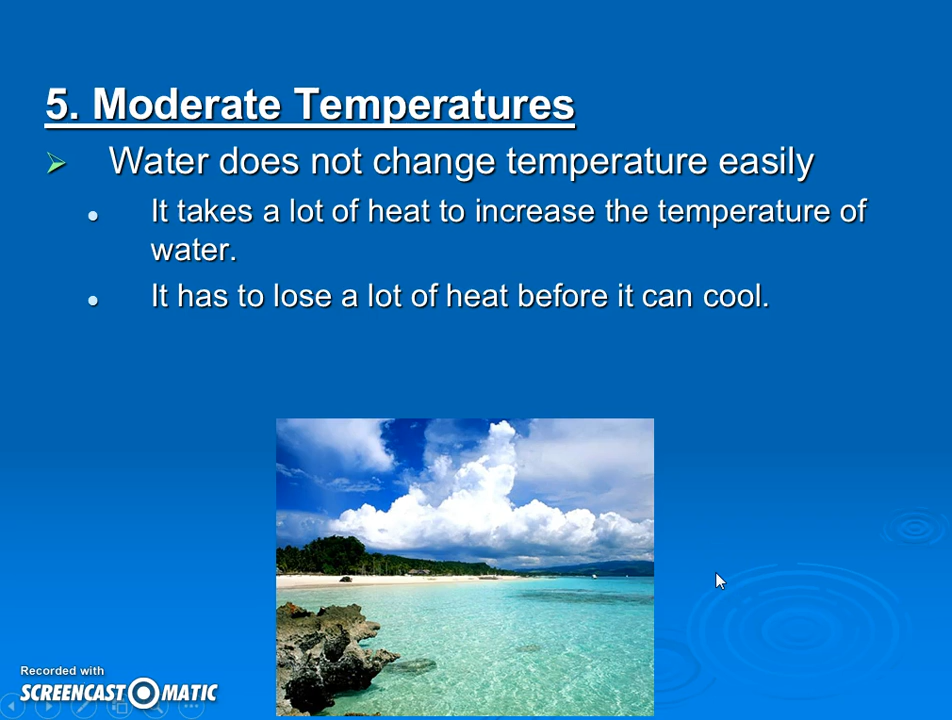 5. Moderate Temperatures
Water does not change temperature easily
It takes a lot of heat to increase the temperature of
water.
It has to lose a lot of heat before it can cool.
Recorded with
SCREENCAST-O-MATIC